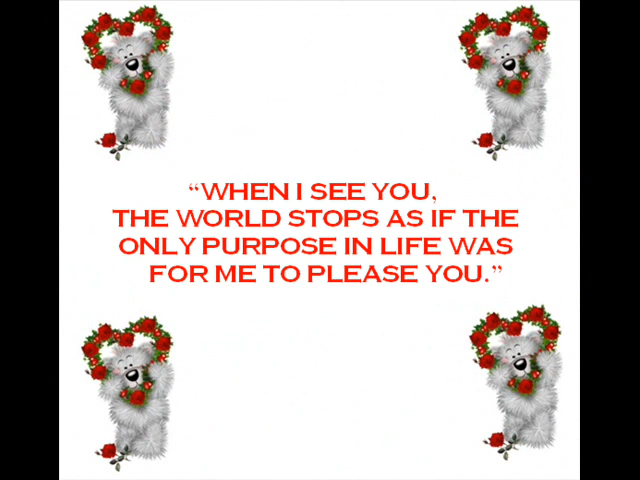 “WHEN I SEE YOU,
THE WORLD STOPS AS IF THE
ONLY PURPOSE IN LIFE WAS
FOR ME TO PLEASE YOU.”